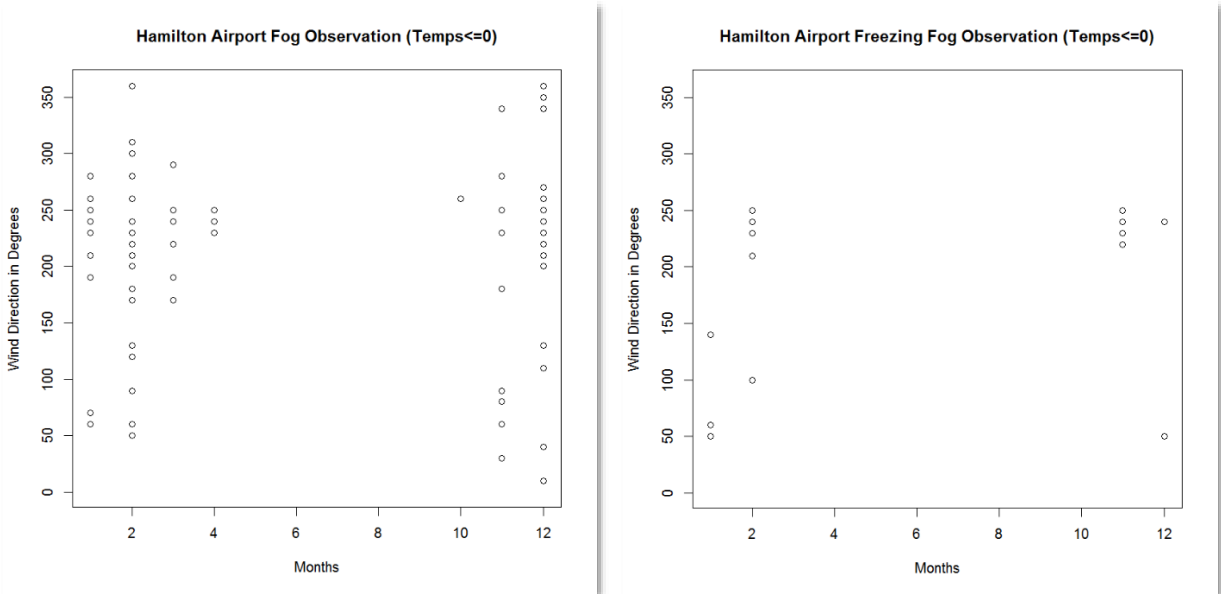 Hamilton Airport Fog Observation (Temps<=0)
350
300
250
200
150
100
50
0
Wind Direction in Degrees
2 4 6 8 10 12
Months
Hamilton Airport Freezing Fog Observation (Temps<=0)
350
300
250
200
150
100
50
0
Wind Direction in Degrees
2 4 6 8 10 12
Months